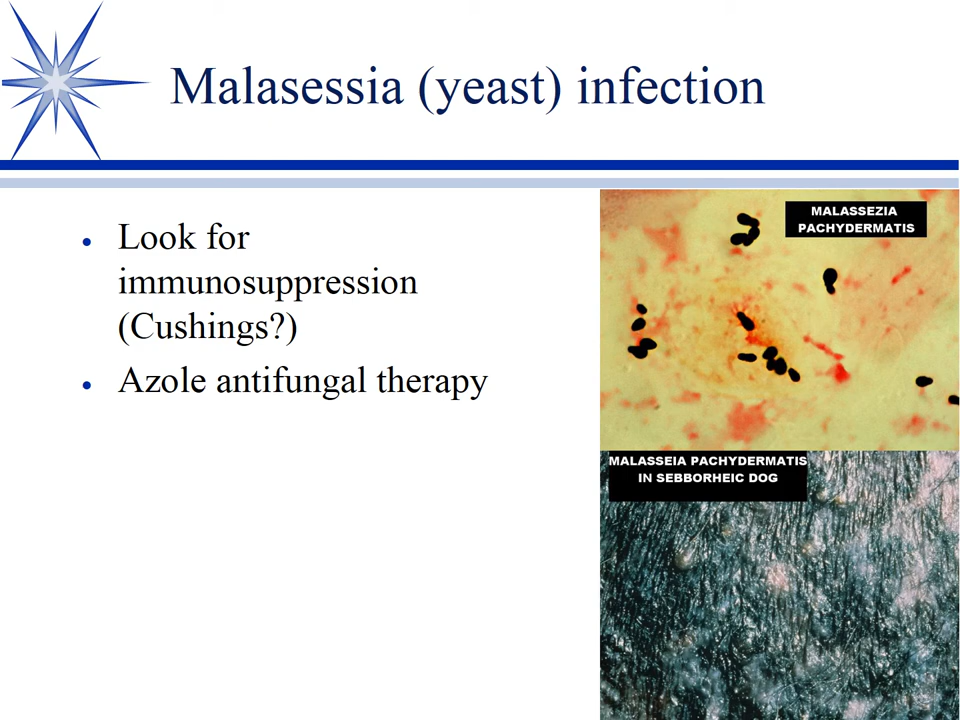 Malasessia (yeast) infection
Look for
immunosuppression
(Cushings?)
Azole antifungal therapy
MALASSEZIA
PACHYDERMATIS
MALASSEIA PACHYDERMATIS
IN SEBBORHEIC DOG